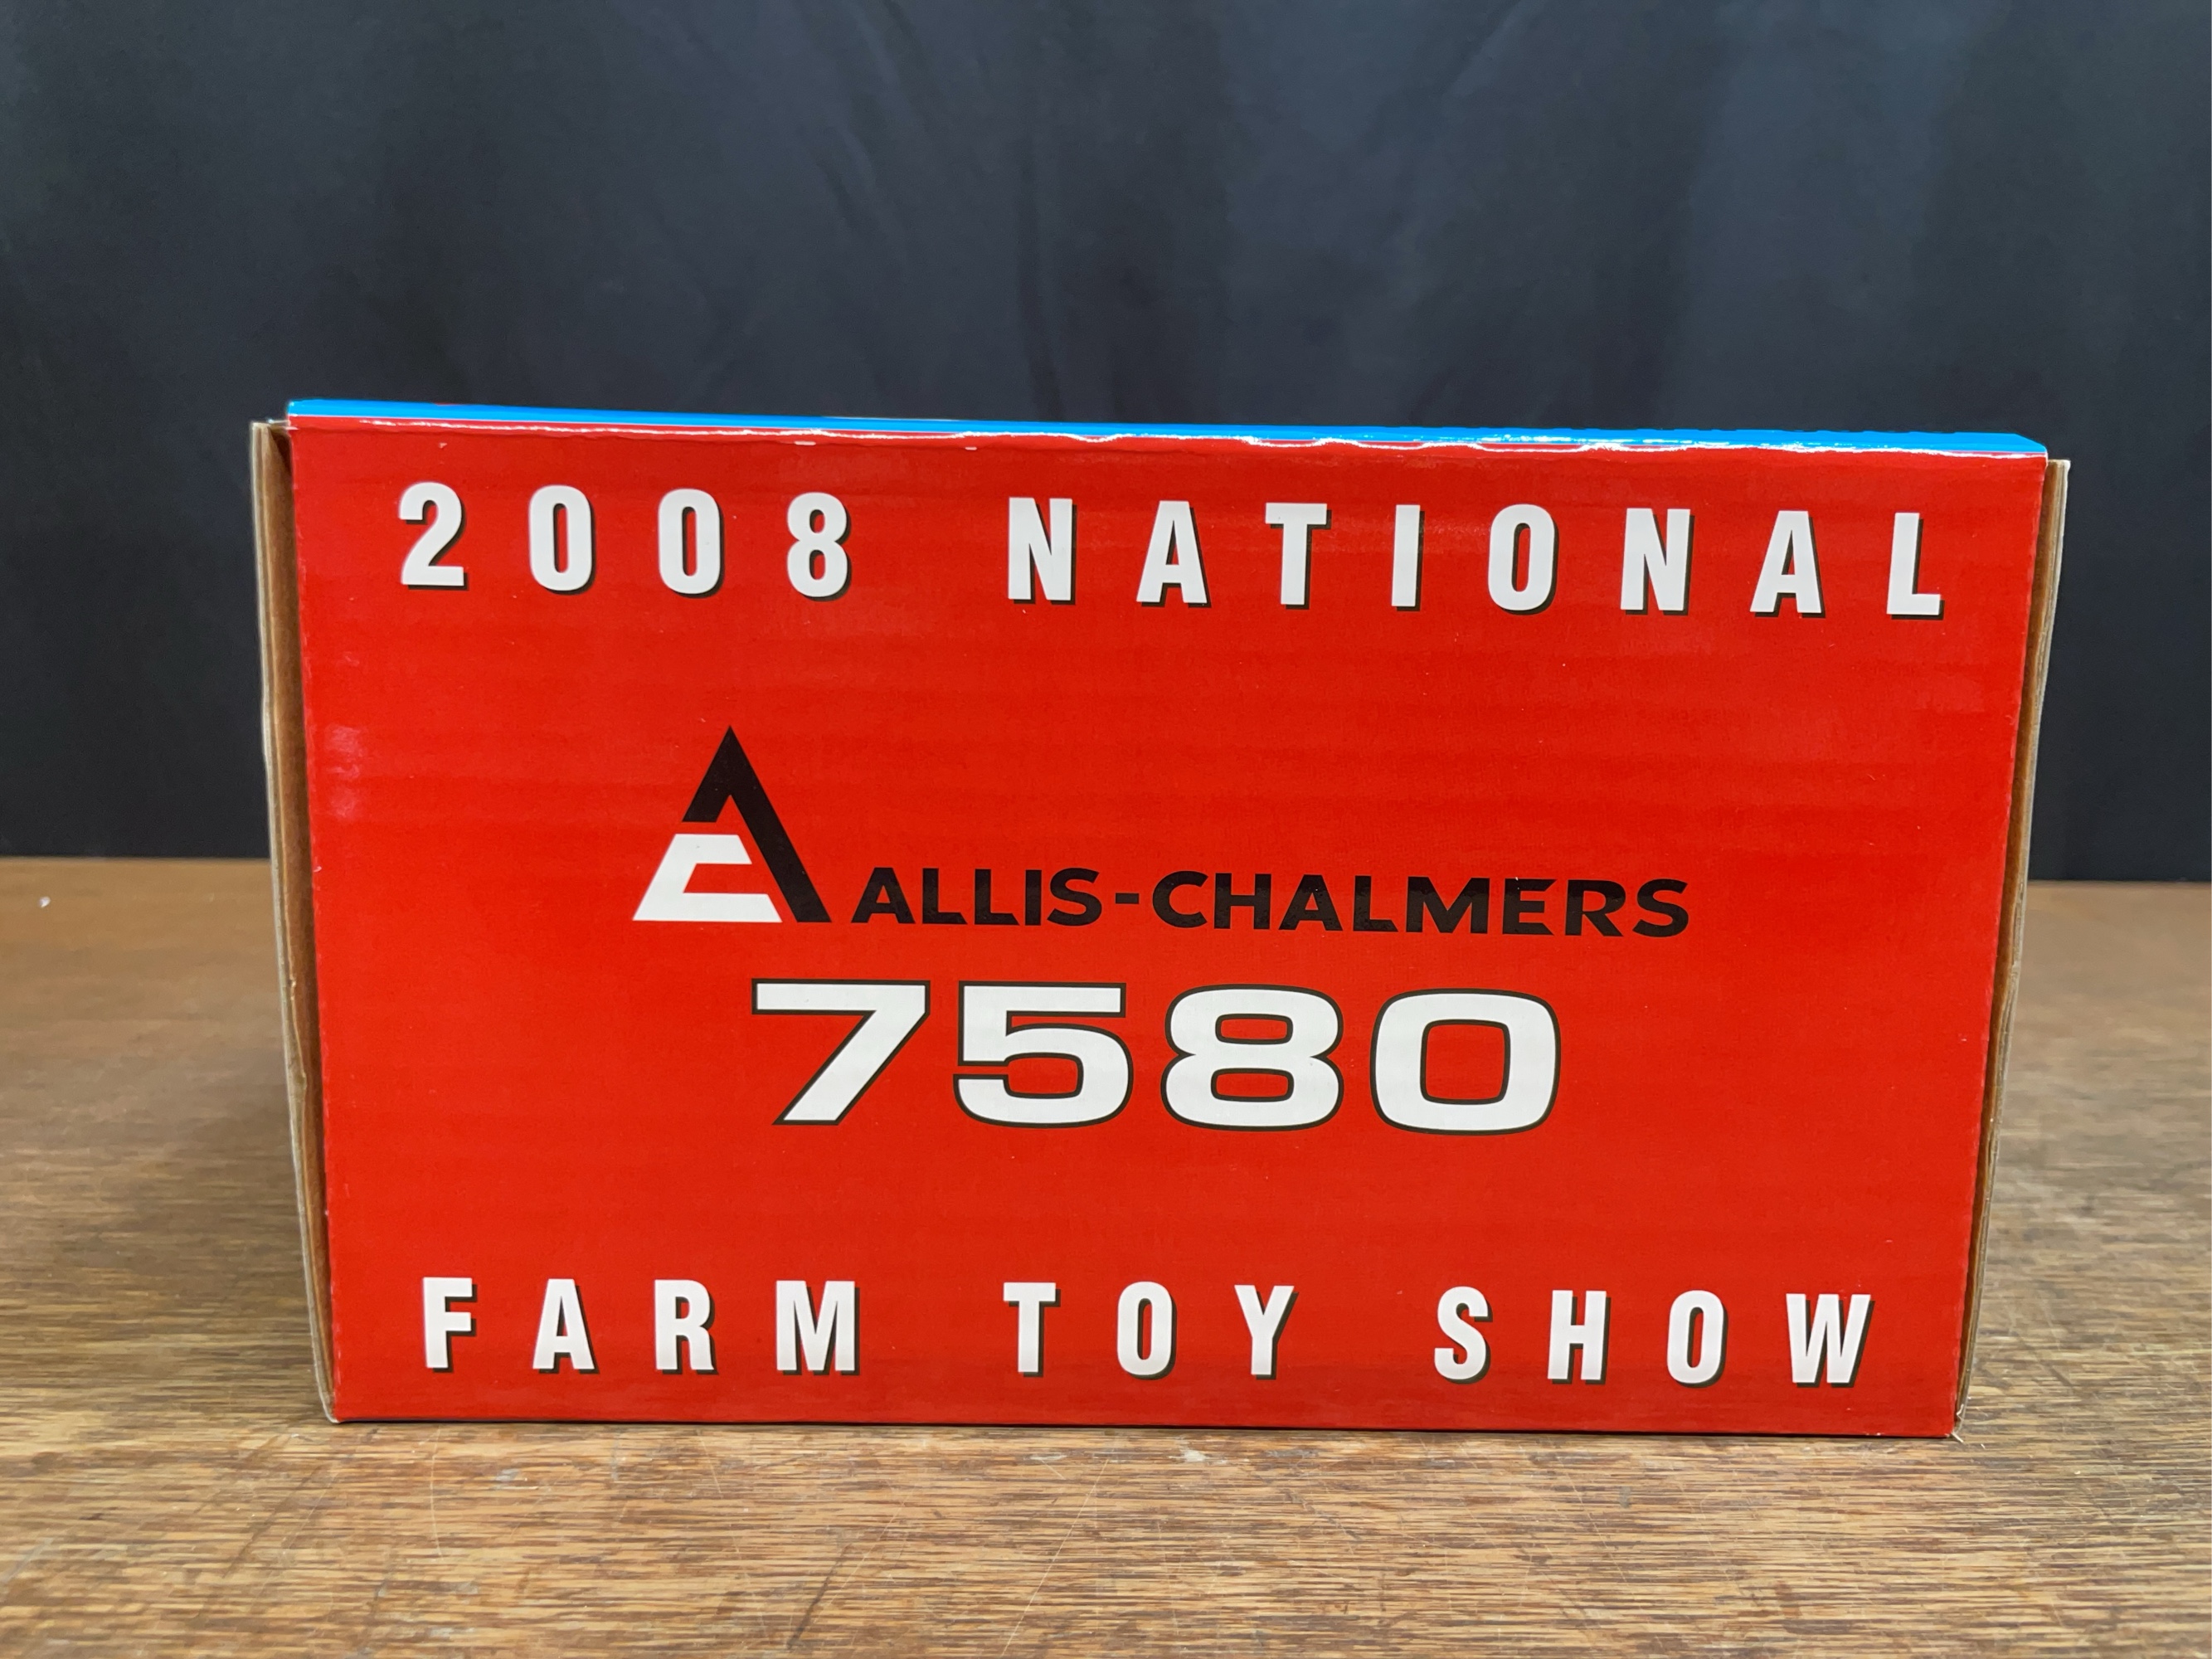 2008 NATIONAL
ALLIS-CHALMERS
7580
FARM TOY SHOW